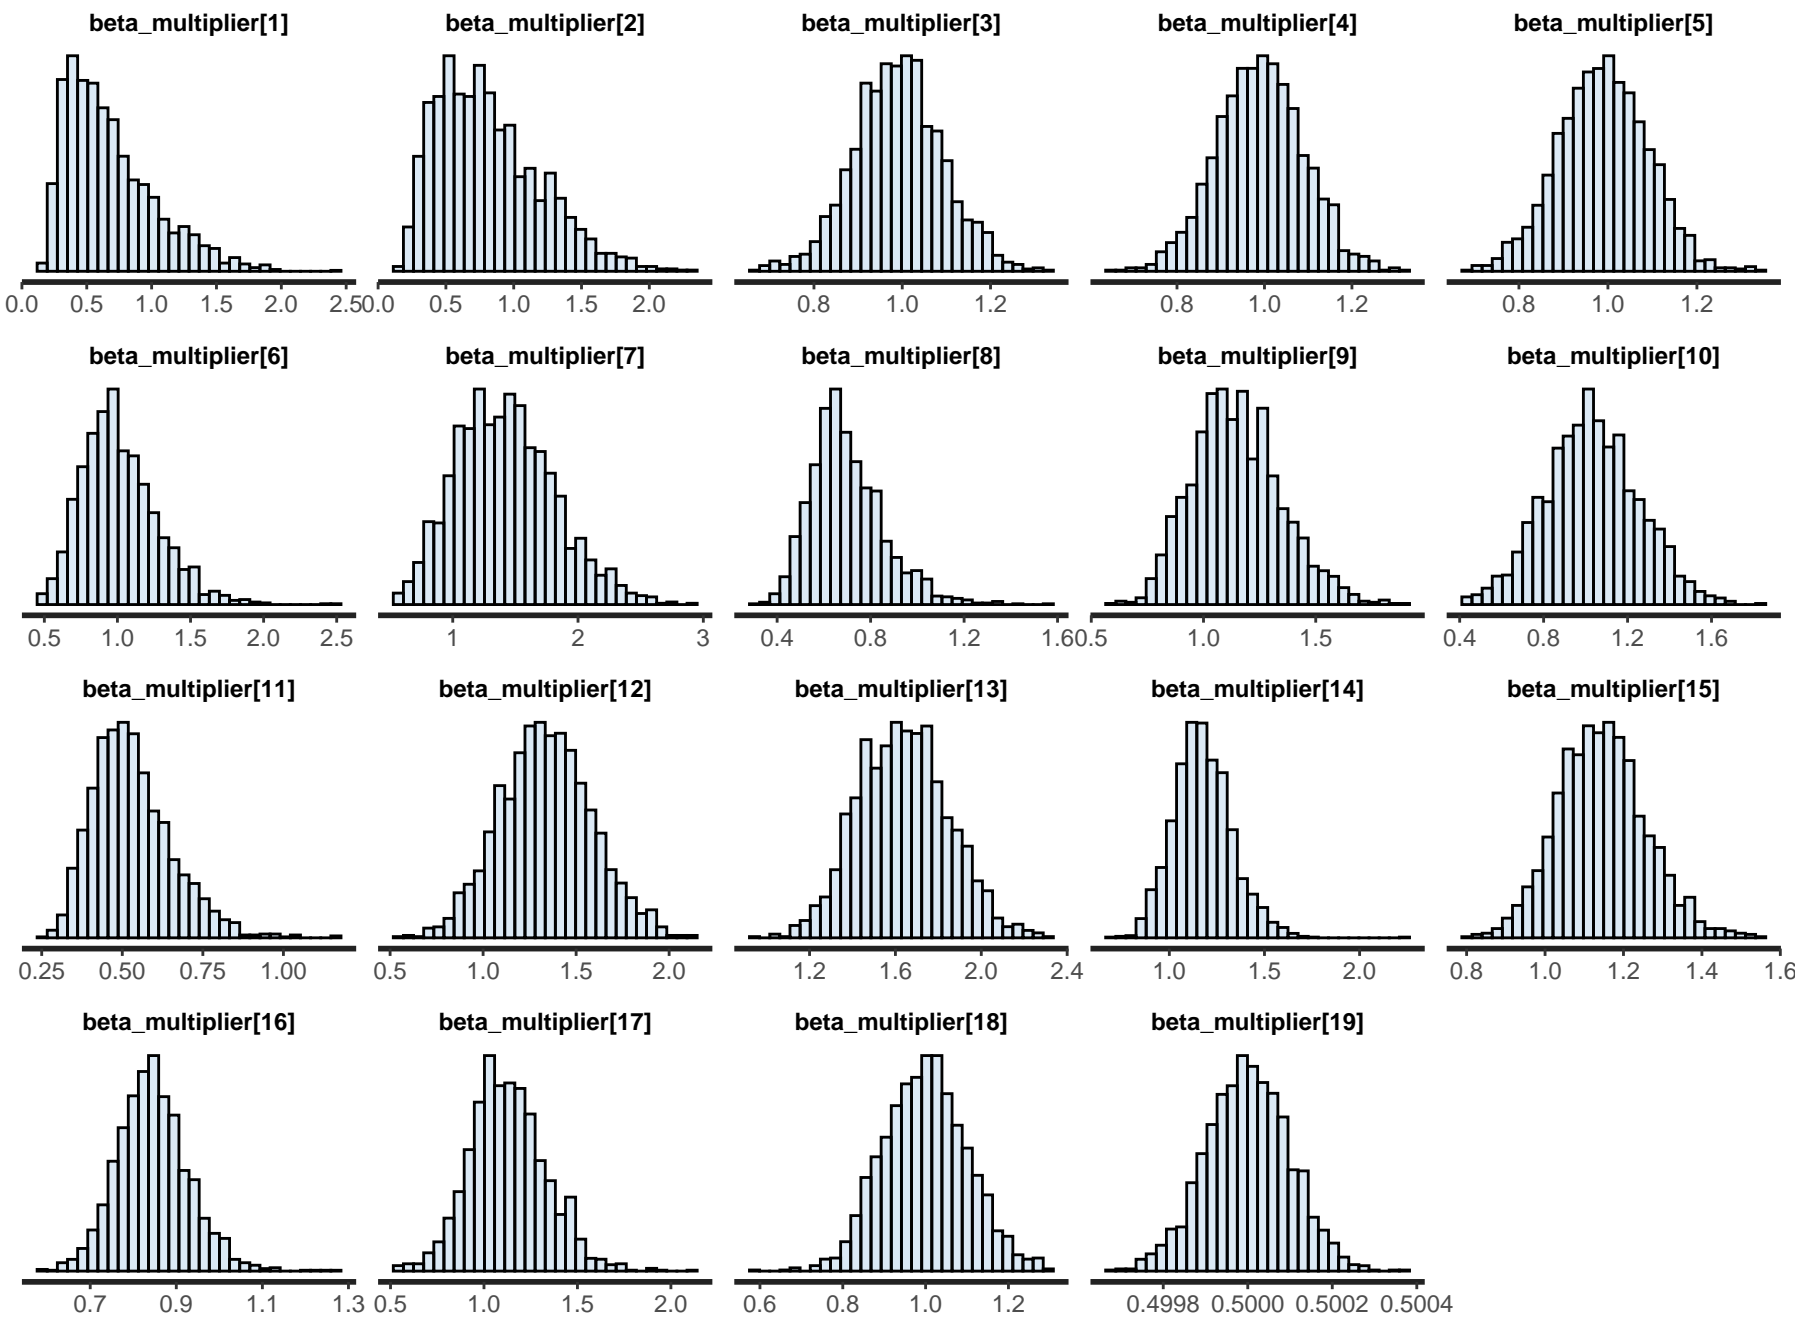 beta_multiplier[1] beta_multiplier[2] beta_multiplier[3] beta_multiplier[4] beta_multiplier[5]
0.0 0.5 1.0 1.5 2.0 2.5 0.0 0.5 1.0 1.5 2.0 0.8 1.0 1.2 0.8 1.0 1.2 0.8 1.0 1.2
beta_multiplier[6] beta_multiplier[7] beta_multiplier[8] beta_multiplier[9] beta_multiplier[10]
0.5 1.0 1.5 2.0 2.5 1 2 3 0.4 0.8 1.2 1.6 0.5 1.0 1.5 0.4 0.8 1.2 1.6
beta_multiplier[11] beta_multiplier[12] beta_multiplier[13] beta_multiplier[14] beta_multiplier[15]
0.25 0.50 0.75 1.00 0.5 1.0 1.5 2.0 1.2 1.6 2.0 2.4 1.0 1.5 2.0 0.8 1.0 1.2 1.4 1.6
beta_multiplier[16] beta_multiplier[17] beta_multiplier[18] beta_multiplier[19]
0.7 0.9 1.1 1.3 0.5 1.0 1.5 2.0 0.6 0.8 1.0 1.2 0.4998 0.5000 0.5002 0.5004